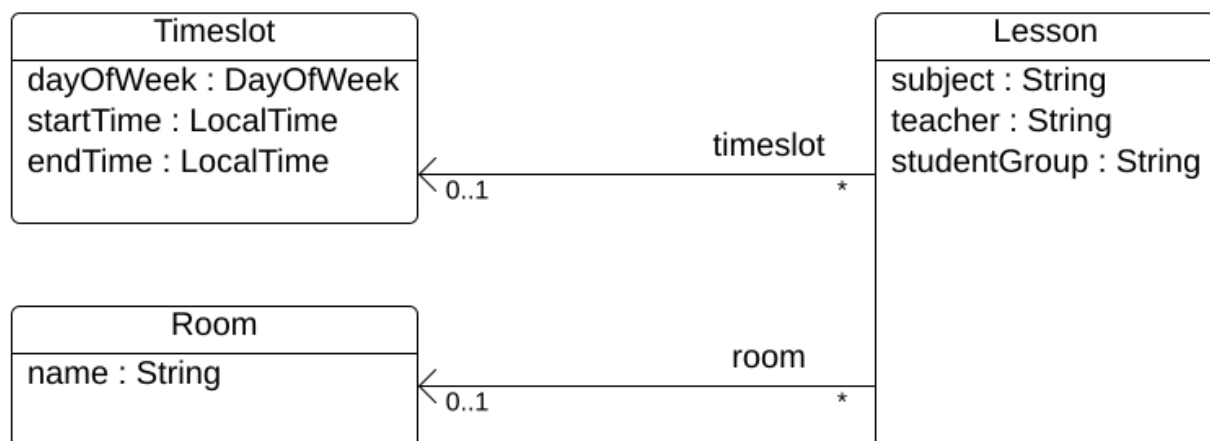 Timeslot
dayOfWeek : DayOfWeek
startTime : LocalTime
endTime : LocalTime
Lesson
subject : String
teacher : String
studentGroup : String
timeslot
0..1
*
Room
name : String
room
0..1
*